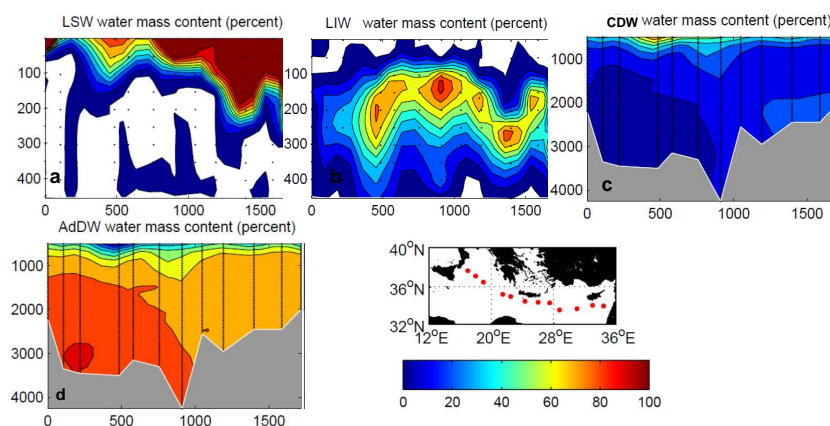 LSW water mass content (percent)
100
200
300
400
0
500
1000
1500
a
LIW water mass content (percent)
100
200
300
400
0
500
1000
1500
b
CDW water mass content (percent)
1000
2000
3000
4000
0
500
1000
1500
c
AdDW water mass content (percent)
1000
2000
3000
4000
0
500
1000
1500
d
40°N
36°N
32°N
12°E 20°E 28°E 36°E
0 20 40 60 80 100